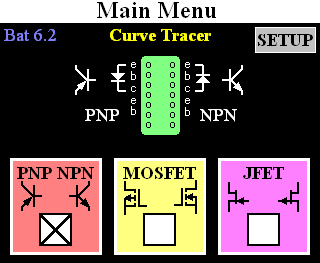 Main Menu
Bat 6.2
Curve Tracer
SETUP
e o o e
b o o b
c o o c
e o o e
b o o b
PNP
NPN
PNP NPN
MOSFET
JFET